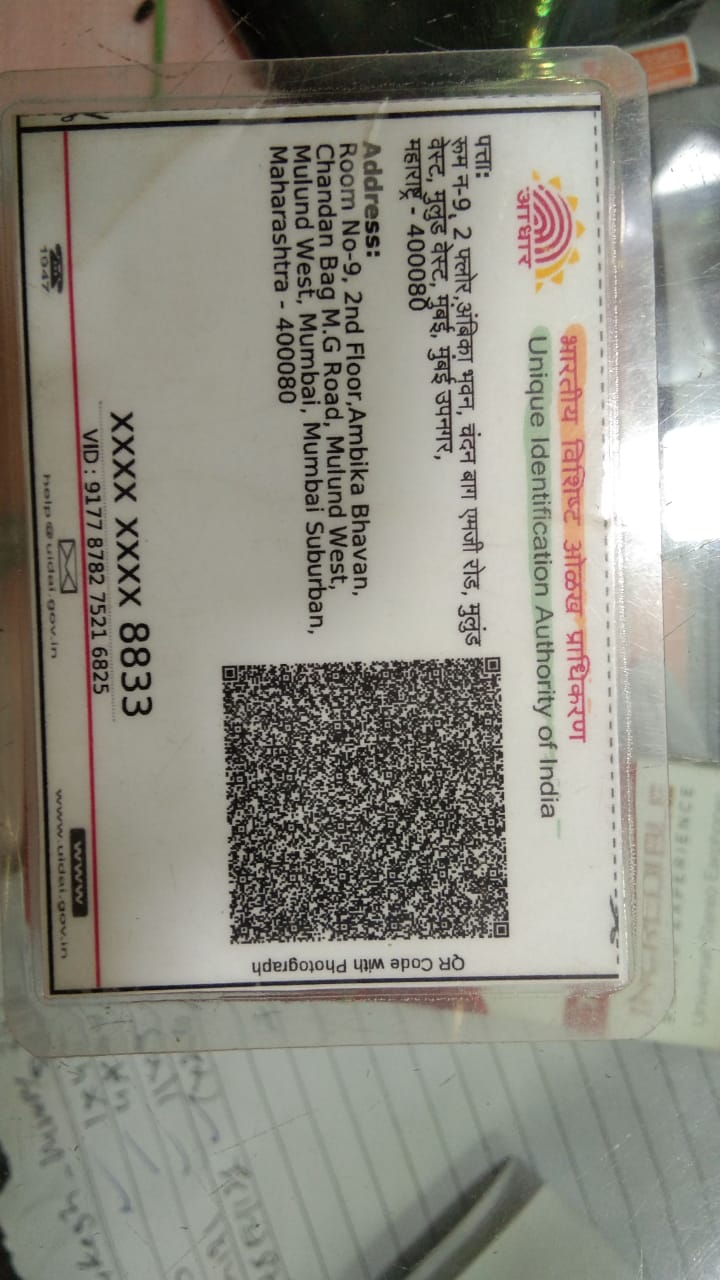 आधार
भारतीय विशिष्ट ओळख प्राधिकरण
Unique Identification Authority of India
पत्ता:
रूम न-9, 2 फ्लोर,अंबिका भुवन, चंदन बाग एमजी रोड, मुलुंड
वेस्ट, मुलुंड वेस्ट, मुंबई, मुंबई उपनगर,
महाराष्ट्र - 400080
Address:
Room No-9, 2nd Floor,Ambika Bhavan,
Chandan Bag M.G Road, Mulund West,
Mulund West, Mumbai, Mumbai Suburban,
Maharashtra - 400080
QR Code with Photograph
XXXX XXXX 8833
VID : 9177 8782 7521 6825
1947
help@uidai.gov.in
www
www.uidai.gov.in
EXPERIENCE